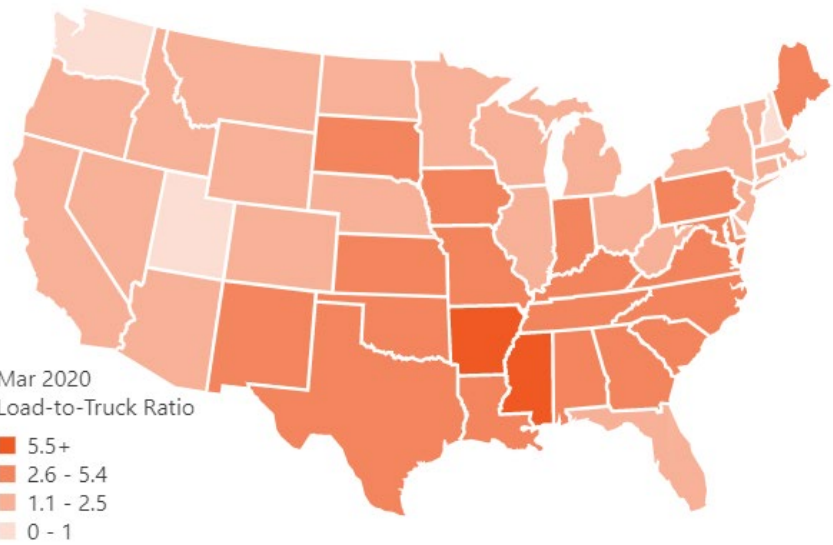 Mar 2020
Load-to-Truck Ratio
5.5+
2.6 - 5.4
1.1 - 2.5
0 - 1